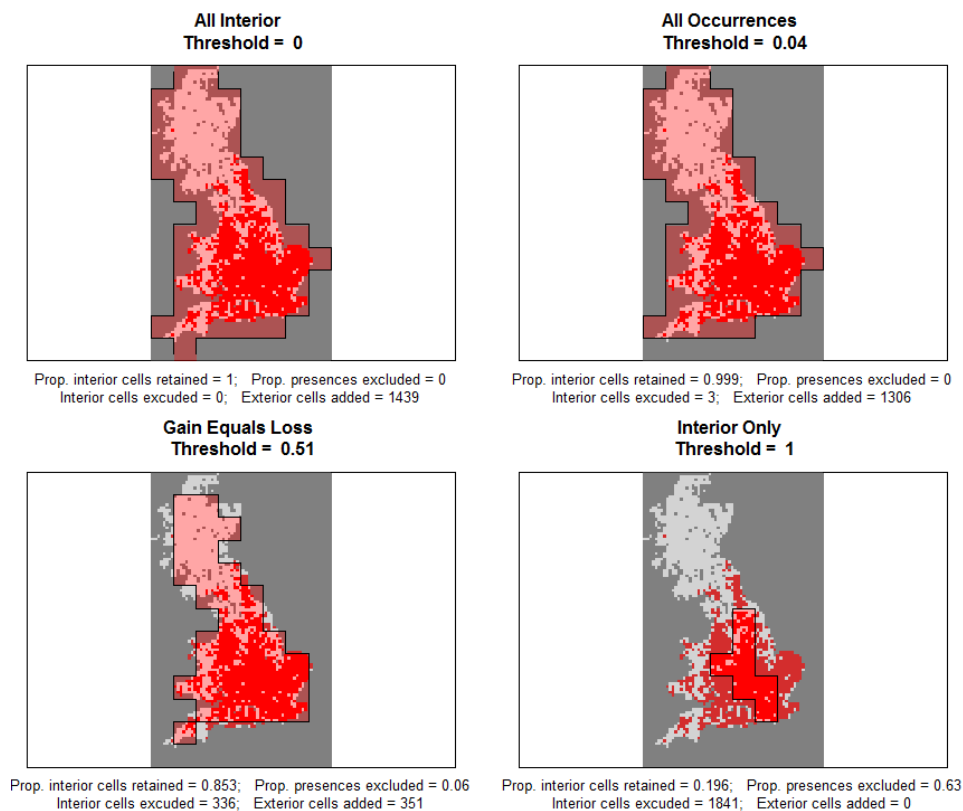 All Interior
Threshold =  0
All Occurrences
Threshold =  0.04
Prop. interior cells retained = 1;   Prop. presences excluded = 0
Interior cells excuded = 0;   Exterior cells added = 1439
Prop. interior cells retained = 0.999;   Prop. presences excluded = 0
Interior cells excuded = 3;   Exterior cells added = 1306
Gain Equals Loss
Threshold =  0.51
Interior Only
Threshold =  1
Prop. interior cells retained = 0.853;   Prop. presences excluded = 0.06
Interior cells excuded = 336;   Exterior cells added = 351
Prop. interior cells retained = 0.196;   Prop. presences excluded = 0.63
Interior cells excuded = 1841;   Exterior cells added = 0